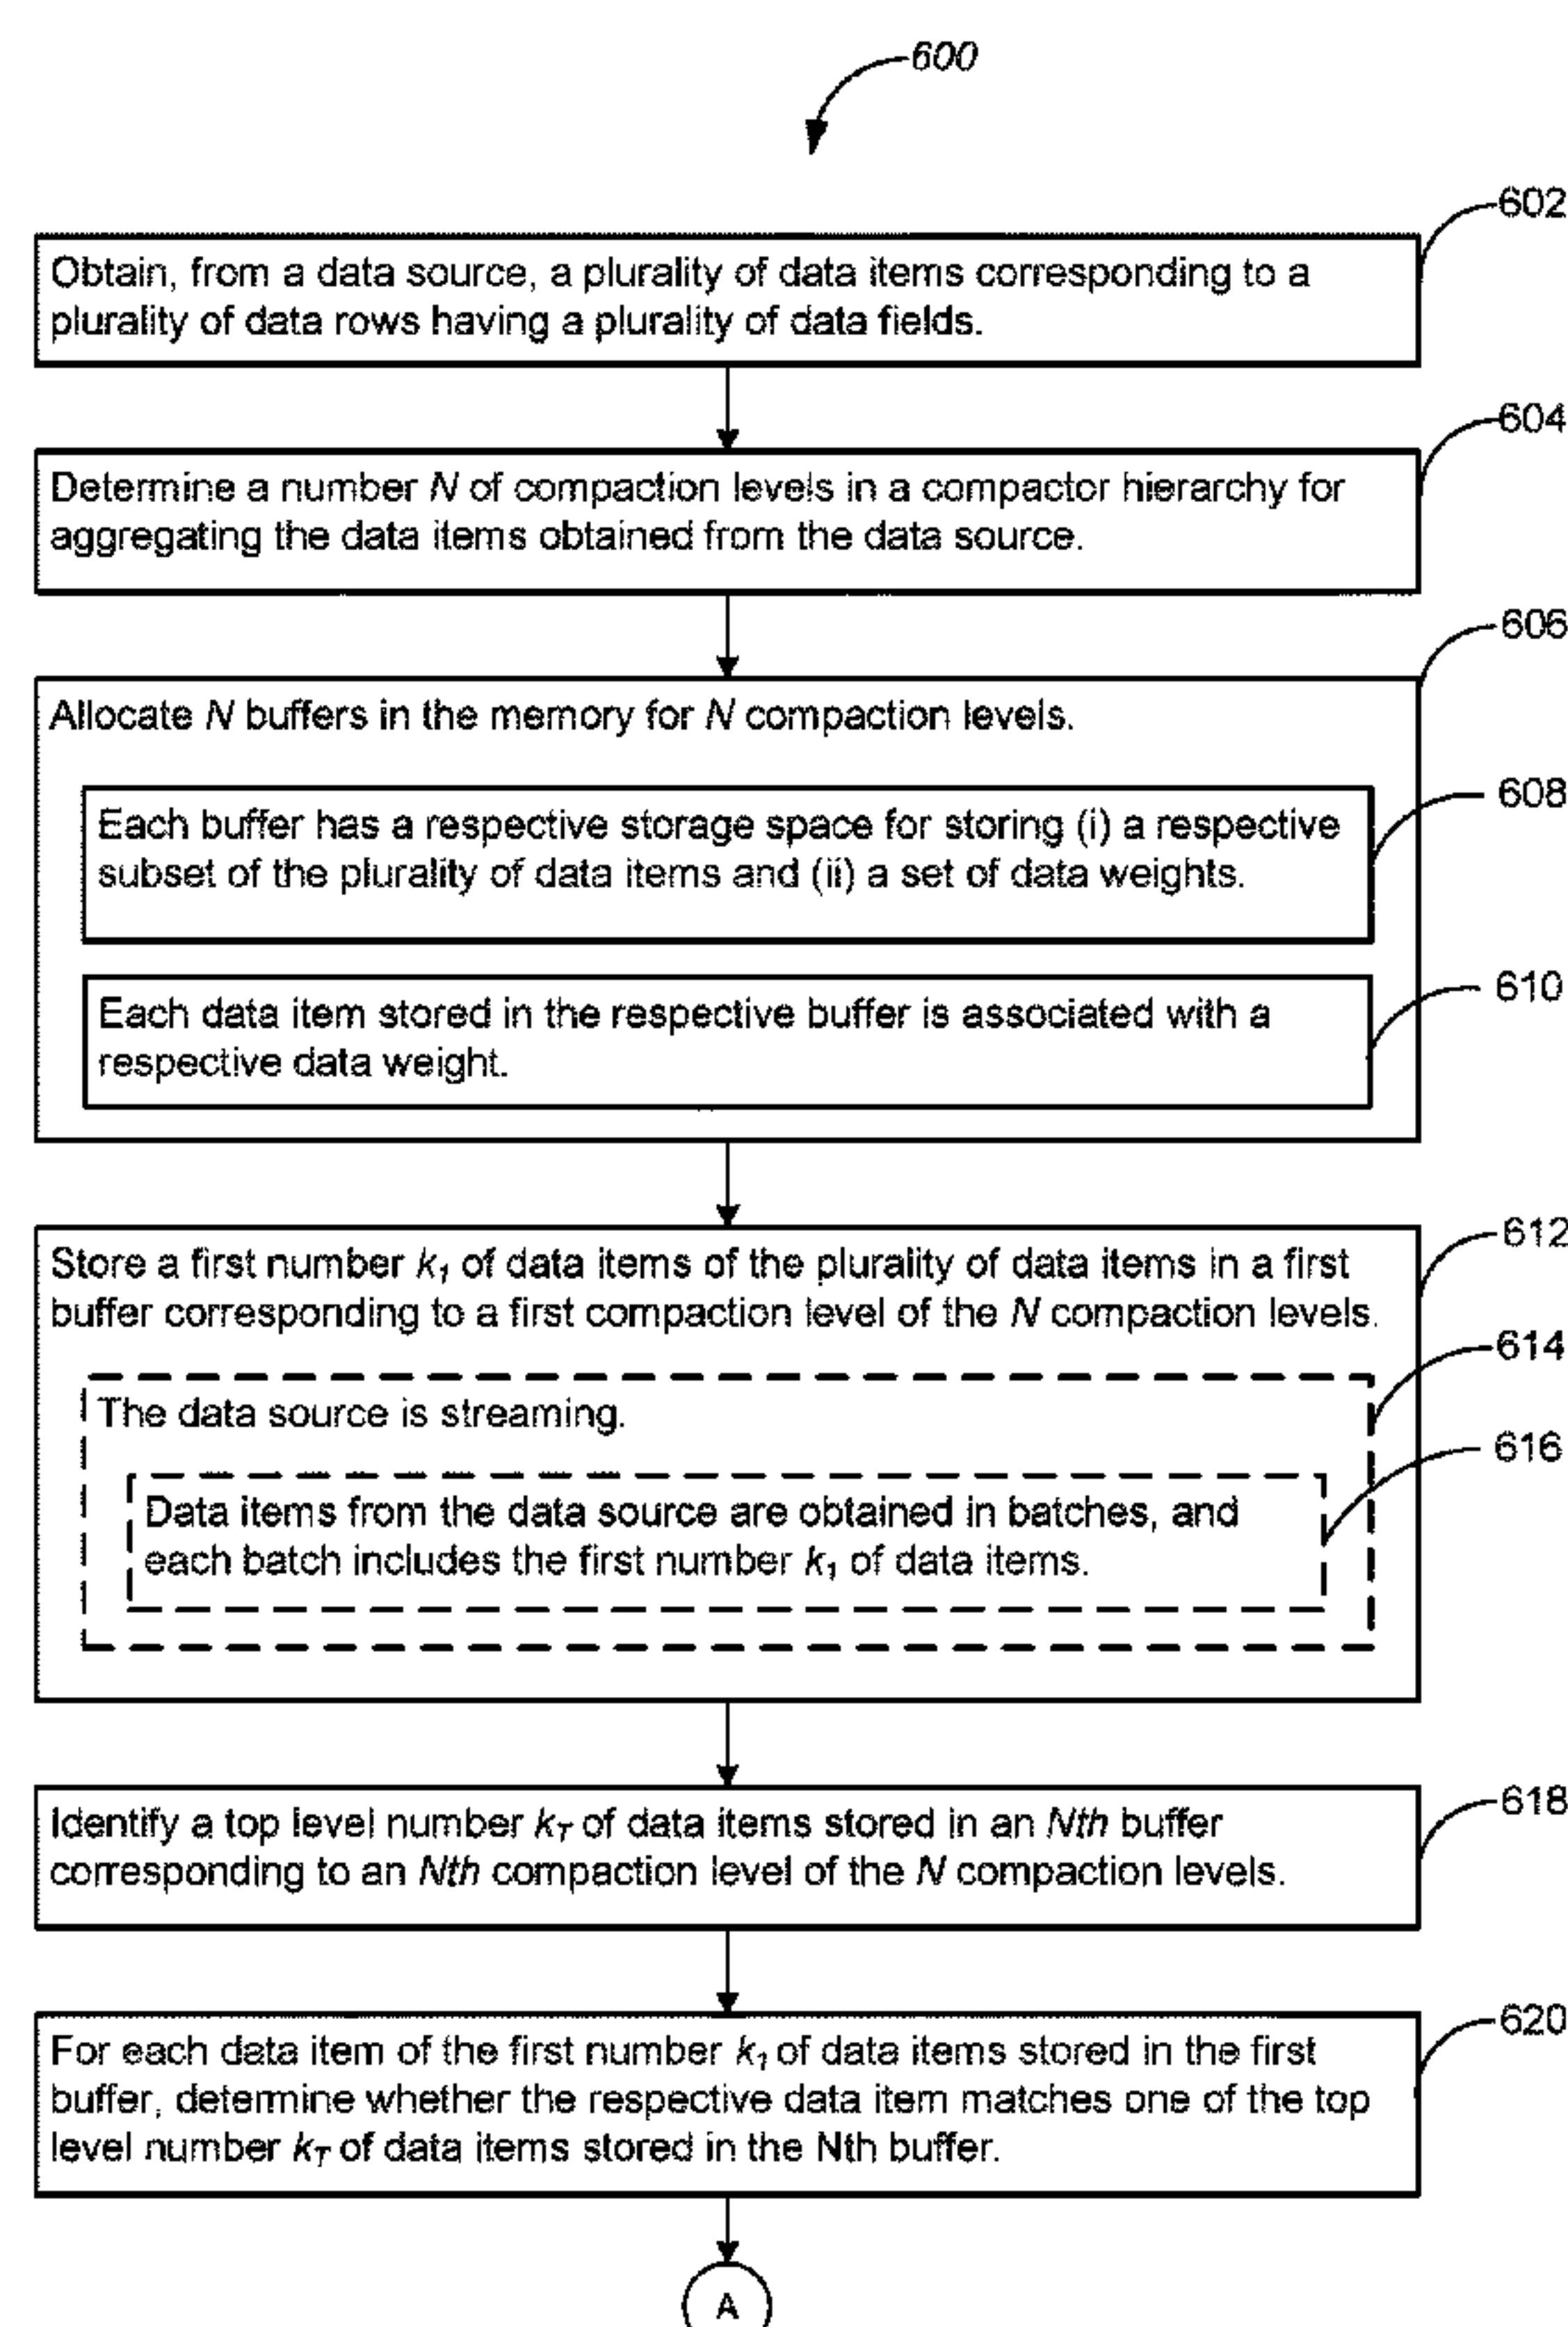 600
602
Obtain, from a data source, a plurality of data items corresponding to a
plurality of data rows having a plurality of data fields.
604
Determine a number N of compaction levels in a compactor hierarchy for
aggregating the data items obtained from the data source.
606
Allocate N buffers in the memory for N compaction levels.
608
Each buffer has a respective storage space for storing (i) a respective
subset of the plurality of data items and (ii) a set of data weights.
610
Each data item stored in the respective buffer is associated with a
respective data weight.
612
Store a first number k₁ of data items of the plurality of data items in a first
buffer corresponding to a first compaction level of the N compaction levels.
614
The data source is streaming.
616
Data items from the data source are obtained in batches, and
each batch includes the first number k₁ of data items.
618
Identify a top level number k_T of data items stored in an Nth buffer
corresponding to an Nth compaction level of the N compaction levels.
620
For each data item of the first number k₁ of data items stored in the first
buffer, determine whether the respective data item matches one of the top
level number k_T of data items stored in the Nth buffer.
A